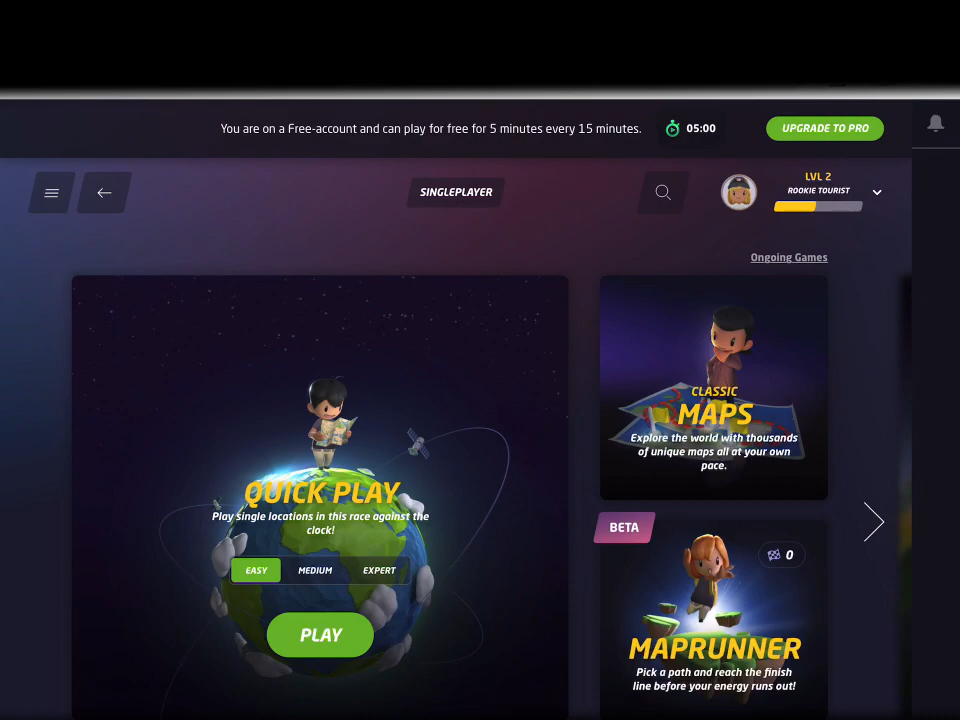 You are on a Free-account and can play for free for 5 minutes every 15 minutes.
05:00
UPGRADE TO PRO
SINGLEPLAYER
LVL 2
ROOKIE TOURIST
Ongoing Games
QUICK PLAY
Play single locations in this race against the
clock!
EASY
MEDIUM
EXPERT
PLAY
CLASSIC
MAPS
Explore the world with thousands
of unique maps all at your own
pace.
BETA
0
MAPRUNNER
Pick a path and reach the finish
line before your energy runs out!